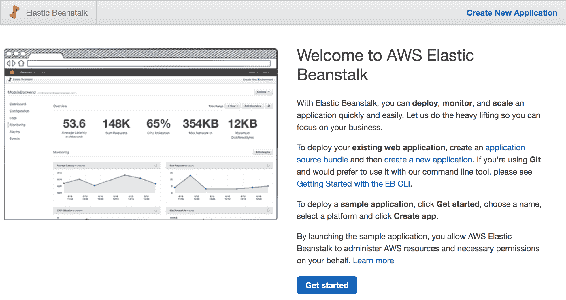 Elastic Beanstalk
Create New Application
Welcome to AWS Elastic
Beanstalk
With Elastic Beanstalk, you can deploy, monitor, and scale an
application quickly and easily. Let us do the heavy lifting so you can
focus on your business.
To deploy your existing web application, create an application
source bundle and then create a new application. If you're using Git
and would prefer to use it with our command line tool, please see
Getting Started with the EB CLI.
To deploy a sample application, click Get started, choose a name,
select a platform and click Create app.
By launching the sample application, you allow AWS Elastic
Beanstalk to administer AWS resources and necessary permissions
on your behalf. Learn more
Get started
Overview
53.6 148K 65% 354KB 12KB
Monitoring